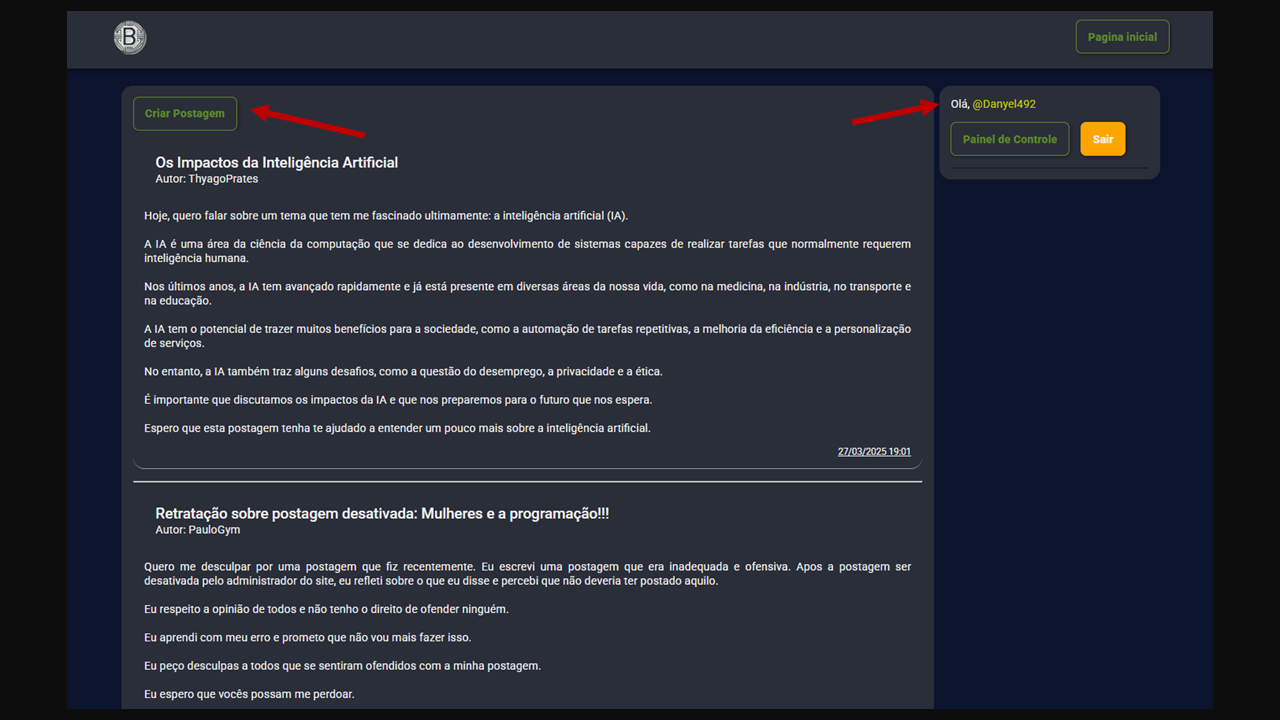 B
Pagina inicial
Criar Postagem
Olá, @Danyel492
Painel de Controle
Sair
Os Impactos da Inteligência Artificial
Autor: ThyagoPrates
Hoje, quero falar sobre um tema que tem me fascinado ultimamente: a inteligência artificial (IA).
A IA é uma área da ciência da computação que se dedica ao desenvolvimento de sistemas capazes de realizar tarefas que normalmente requerem
inteligência humana.
Nos últimos anos, a IA tem avançado rapidamente e já está presente em diversas áreas da nossa vida, como na medicina, na indústria, no transporte e
na educação.
A IA tem o potencial de trazer muitos benefícios para a sociedade, como a automação de tarefas repetitivas, a melhoria da eficiência e a personalização
de serviços.
No entanto, a IA também traz alguns desafios, como a questão do desemprego, a privacidade e a ética.
É importante que discutamos os impactos da IA e que nos preparemos para o futuro que nos espera.
Espero que esta postagem tenha te ajudado a entender um pouco mais sobre a inteligência artificial.
27/03/2025 19:01
Retratação sobre postagem desativada: Mulheres e a programação!!!
Autor: PauloGym
Quero me desculpar por uma postagem que fiz recentemente. Eu escrevi uma postagem que era inadequada e ofensiva. Apos a postagem ser
desativada pelo administrador do site, eu refleti sobre o que eu disse e percebi que não deveria ter postado aquilo.
Eu respeito a opinião de todos e não tenho o direito de ofender ninguém.
Eu aprendi com meu erro e prometo que não vou mais fazer isso.
Eu peço desculpas a todos que se sentiram ofendidos com a minha postagem.
Eu espero que vocês possam me perdoar.